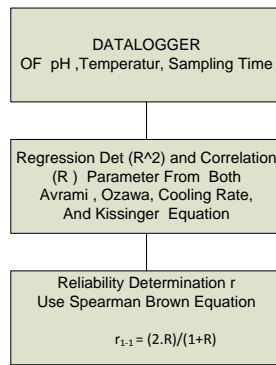 DATALOGGER
OF pH ,Temperatur, Sampling Time
Regression Det (R^2) and Correlation
(R ) Parameter From Both
Avrami , Ozawa, Cooling Rate,
And Kissinger Equation
Reliability Determination r
Use Spearman Brown Equation
r1-1 = (2.R)/(1+R)